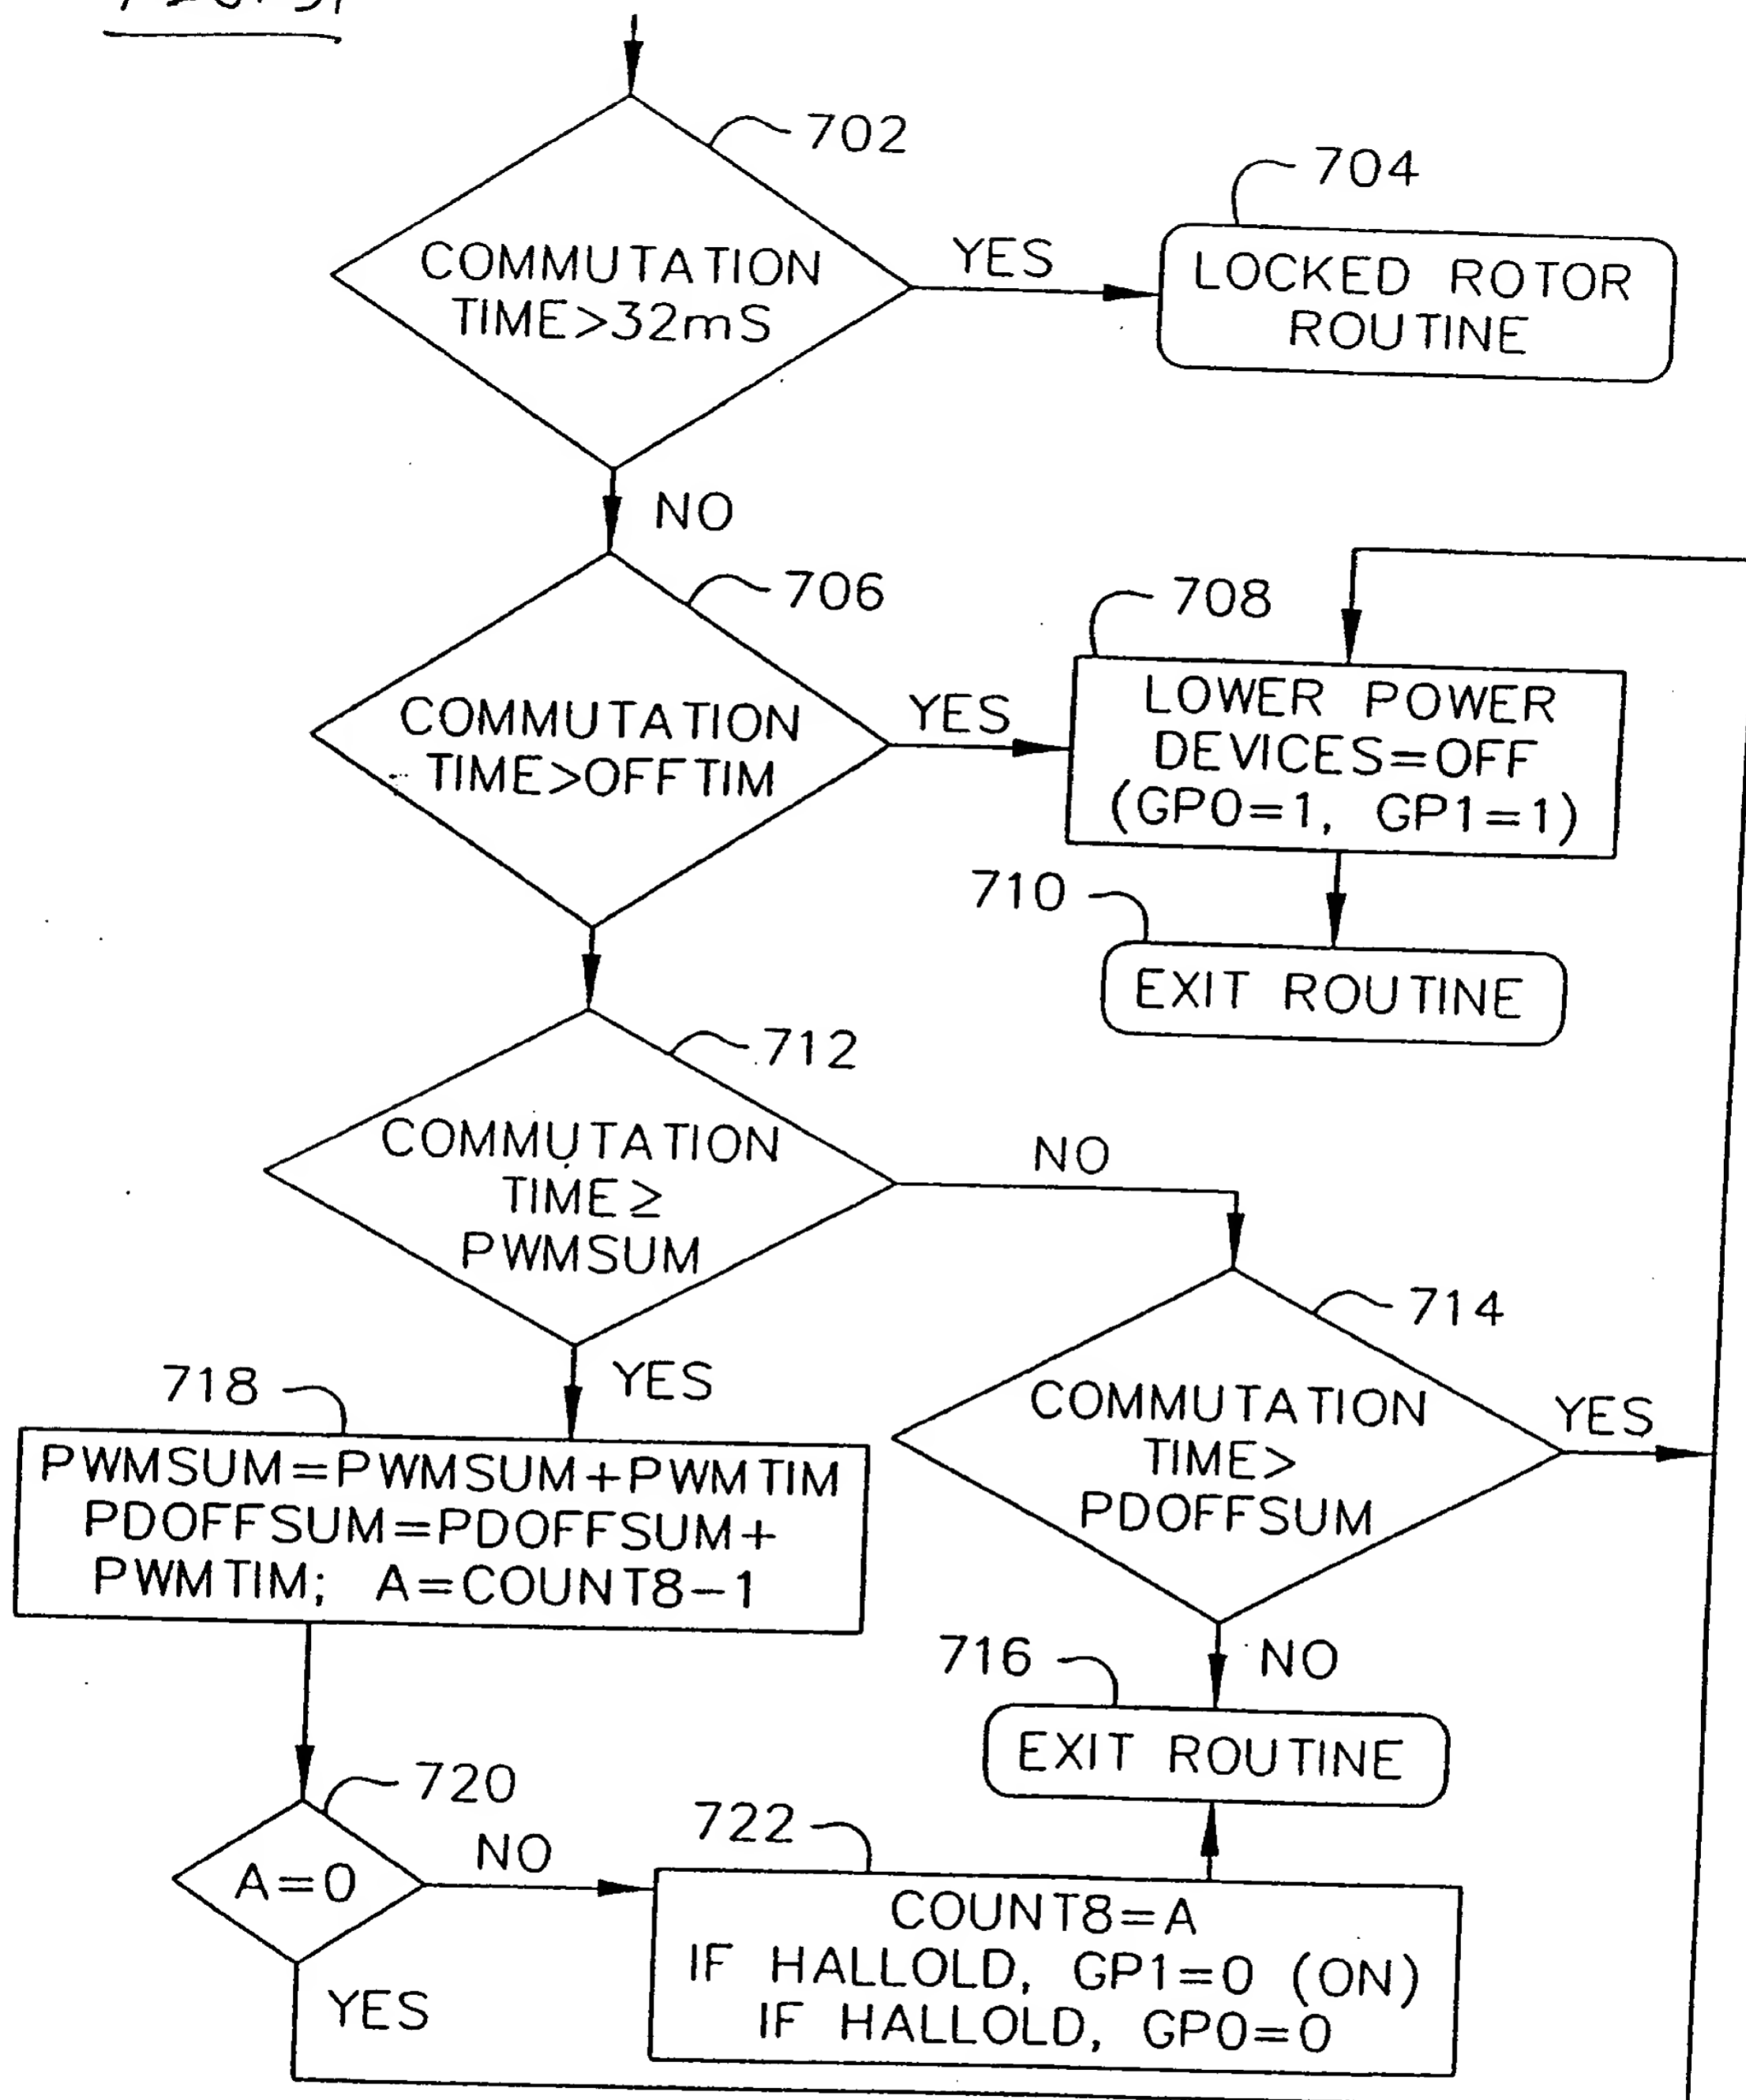 702
COMMUTATION
TIME>32mS
YES
704
LOCKED ROTOR
ROUTINE
NO
706
COMMUTATION
TIME>OFFTIM
YES
708
LOWER POWER
DEVICES=OFF
(GP0=1, GP1=1)
710
EXIT ROUTINE
712
COMMUTATION
TIME≥
PWMSUM
NO
714
COMMUTATION
TIME>
PDOFFSUM
YES
YES
718
PWMSUM=PWMSUM+PWMTIM
PDOFFSUM=PDOFFSUM+
PWMTIM; A=COUNT8-1
716
NO
EXIT ROUTINE
720
A=0
NO
YES
722
COUNT8=A
IF HALLOLD, GP1=0 (ON)
IF HALLOLD, GP0=0